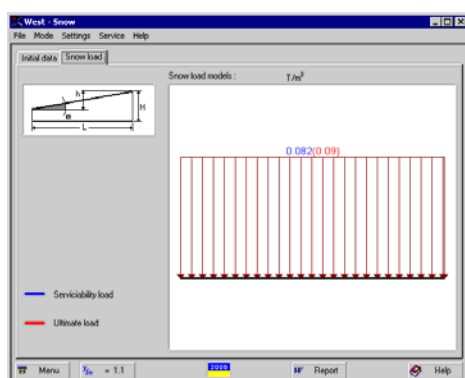 West - Snow
File Mode Settings Service Help
Initial data Snow load
Snow load models : T/m²
h
H
α
L
0.082(0.09)
Serviciability load
Ultimate load
Menu = 1.1 Report Help